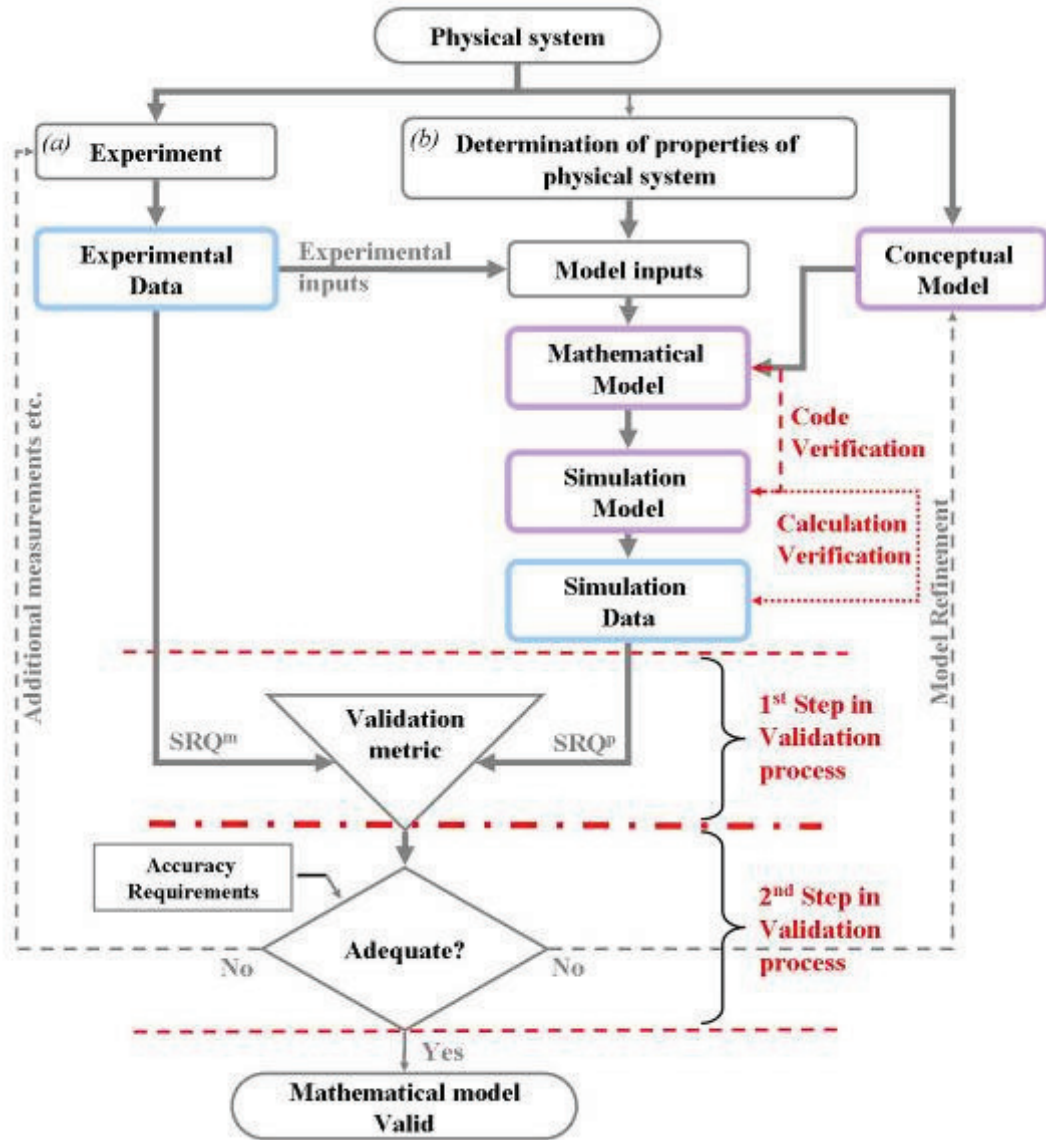 Physical system
(a) Experiment
(b) Determination of properties of
physical system
Experimental
Data
Experimental
inputs
Model inputs
Conceptual
Model
Mathematical
Model
Code
Verification
Simulation
Model
Calculation
Verification
Simulation
Data
Additional measurements etc.
Model Refinement
Validation
metric
SRQᵐ
SRQᵖ
1ˢᵗ Step in
Validation
process
Accuracy
Requirements
Adequate?
No
No
2ⁿᵈ Step in
Validation
process
Yes
Mathematical model
Valid